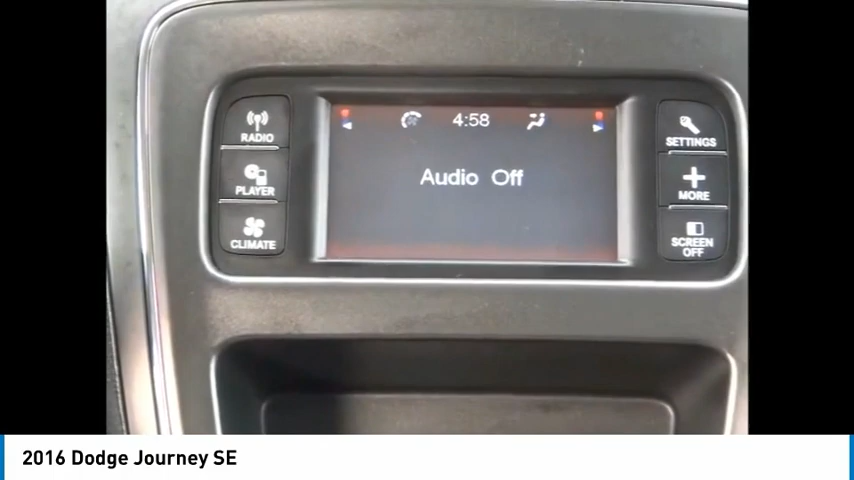 RADIO
PLAYER
CLIMATE
4:58
Audio Off
SETTINGS
MORE
SCREEN
OFF
2016 Dodge Journey SE